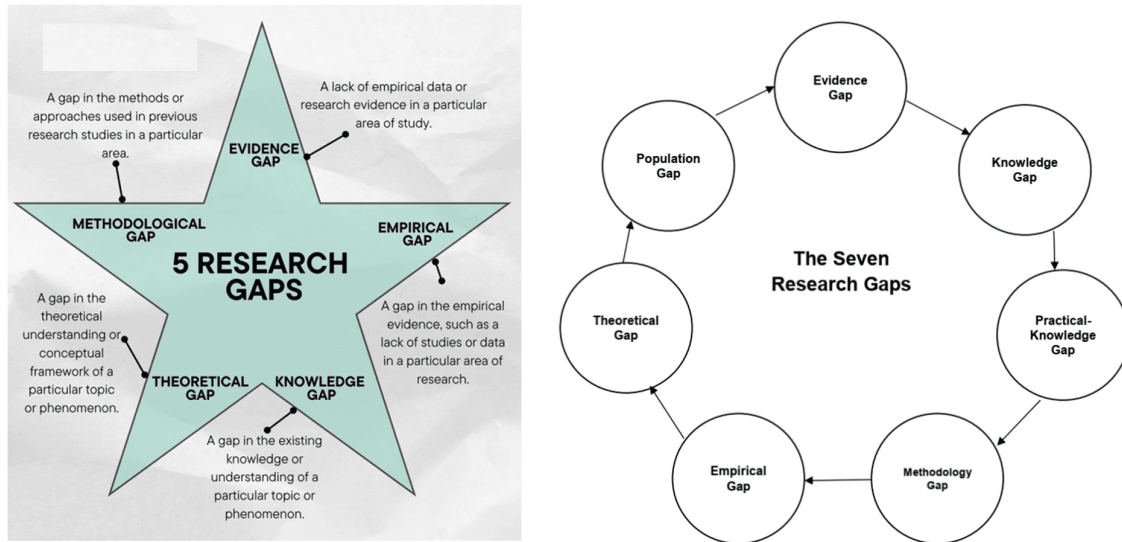 A gap in the methods or
approaches used in previous
research studies in a particular
area.
A lack of empirical data or
research evidence in a particular
area of study.
EVIDENCE
GAP
METHODOLOGICAL
GAP
EMPIRICAL
GAP
5 RESEARCH
GAPS
A gap in the
theoretical
understanding or
conceptual
framework of a
particular topic
or phenomenon.
A gap in the empirical
evidence, such as a
lack of studies or data
in a particular area of
research.
THEORETICAL
GAP
KNOWLEDGE
GAP
A gap in the existing
knowledge or
understanding of a
particular topic or
phenomenon.
Evidence
Gap
Knowledge
Gap
Practical-
Knowledge
Gap
Methodology
Gap
Empirical
Gap
Theoretical
Gap
Population
Gap
The Seven
Research Gaps